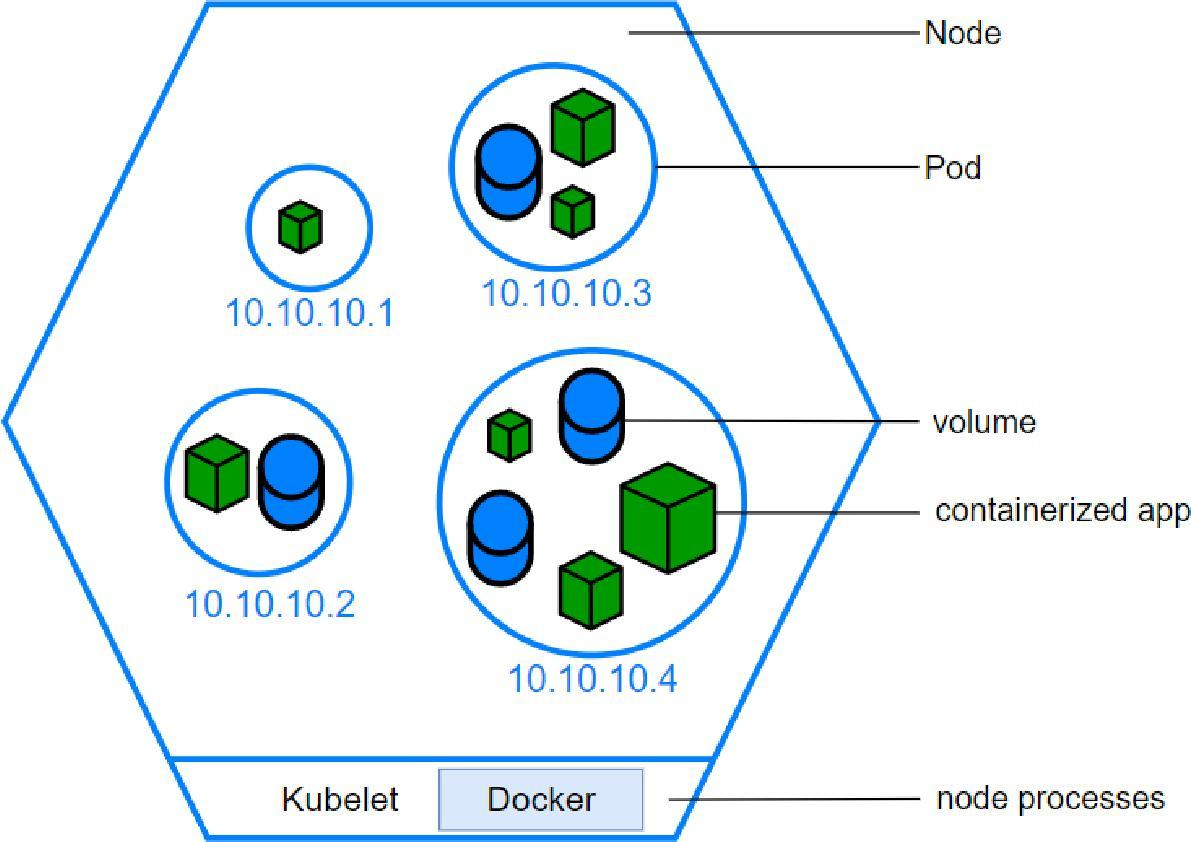 Node
Pod
10.10.10.1
10.10.10.3
volume
containerized app
10.10.10.2
10.10.10.4
Kubelet
Docker
node processes